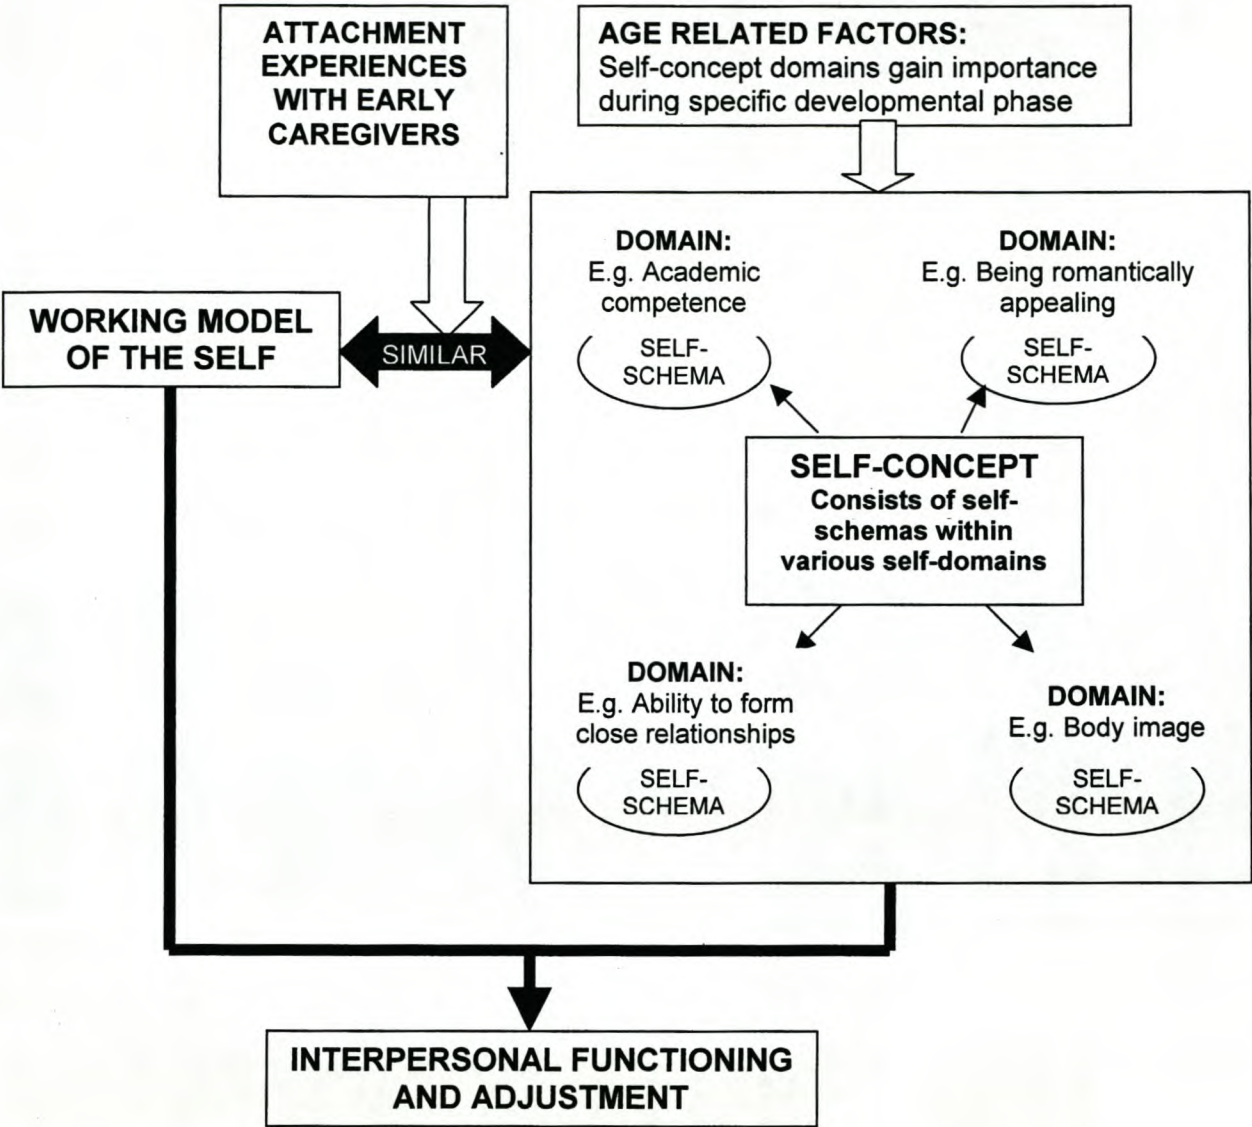 ATTACHMENT
EXPERIENCES
WITH EARLY
CAREGIVERS
AGE RELATED FACTORS:
Self-concept domains gain importance
during specific developmental phase
WORKING MODEL
OF THE SELF
SIMILAR
DOMAIN:
E.g. Academic
competence
SELF-
SCHEMA
DOMAIN:
E.g. Being romantically
appealing
SELF-
SCHEMA
SELF-CONCEPT
Consists of self-
schemas within
various self-domains
DOMAIN:
E.g. Ability to form
close relationships
SELF-
SCHEMA
DOMAIN:
E.g. Body image
SELF-
SCHEMA
INTERPERSONAL FUNCTIONING
AND ADJUSTMENT